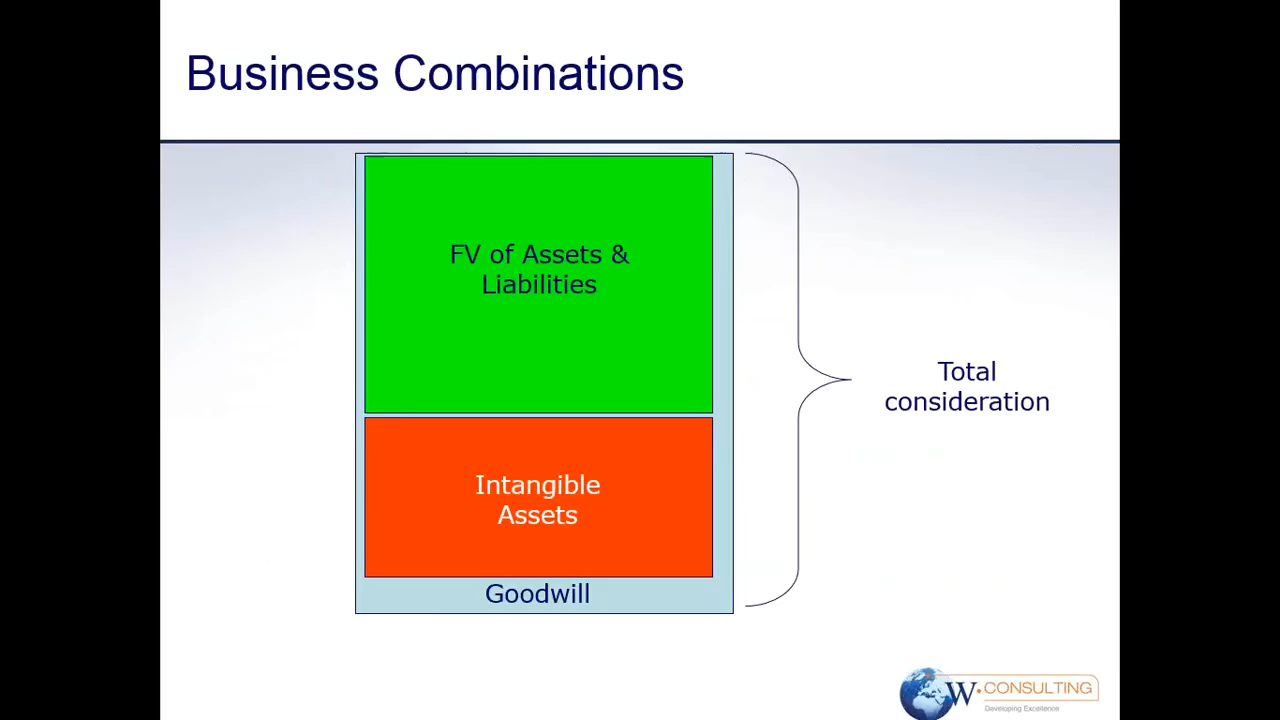 Business Combinations
FV of Assets &
Liabilities
Total
consideration
Intangible
Assets
Goodwill
W.CONSULTING
Developing Excellence